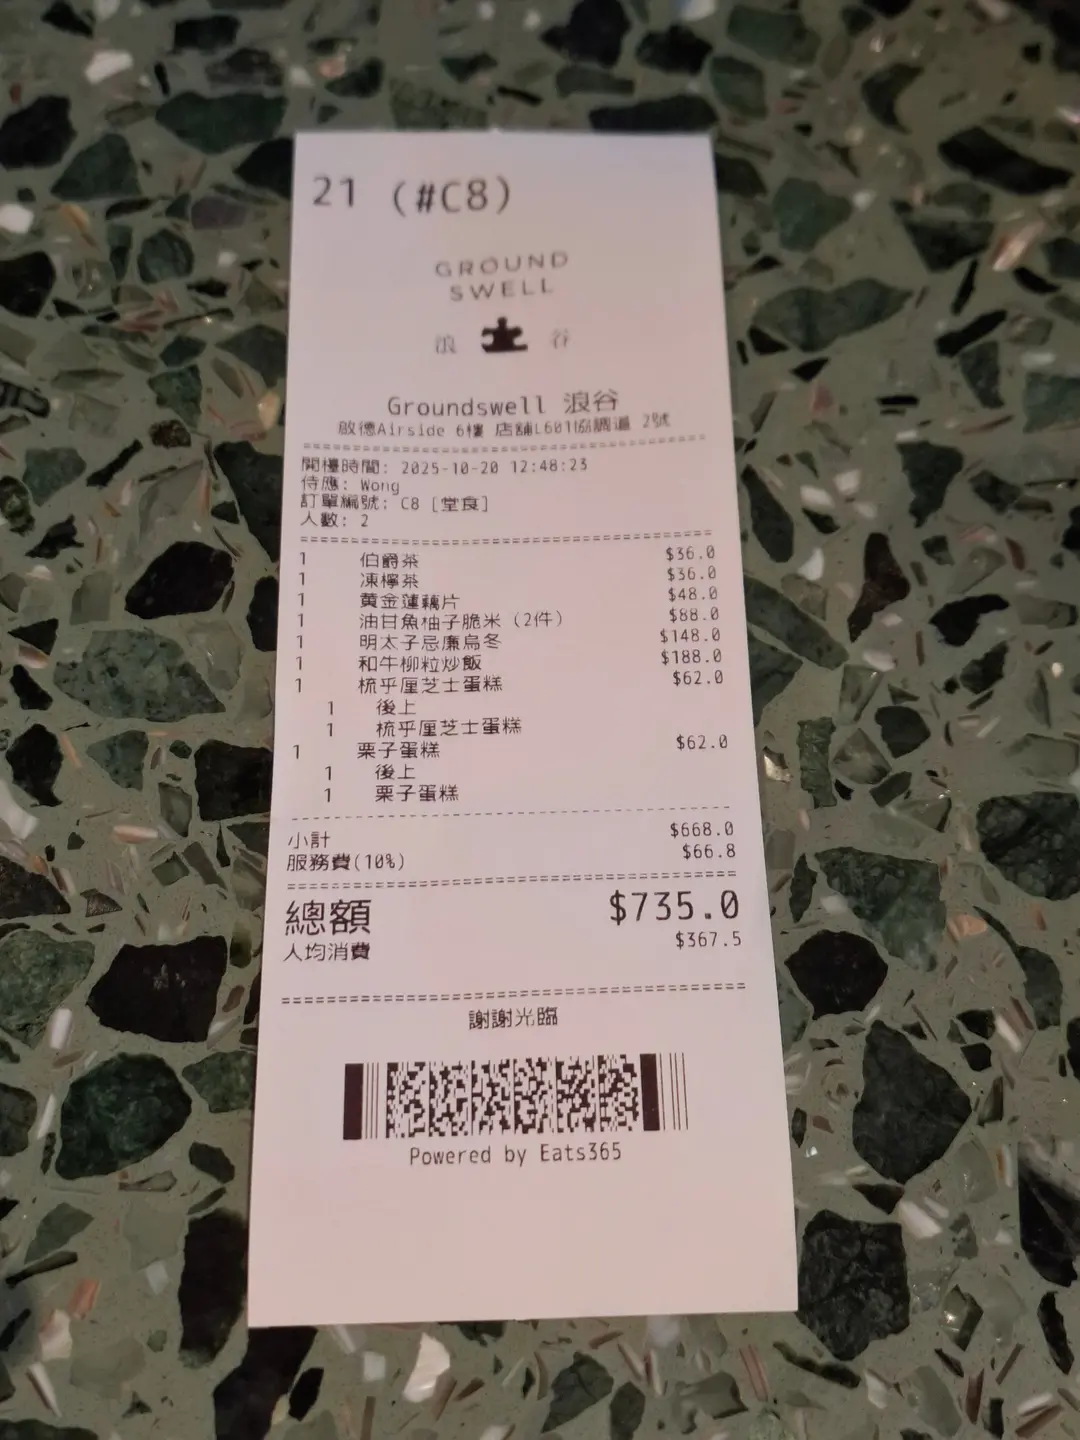 21 (#C8)
GROUND
SWELL
浪 谷
Groundswell 浪谷
啟德Airside 6樓 店舖L601協調道 2號
開檯時間: 2025-10-20 12:48:23
侍應: Wong
訂單編號: C8 [堂食]
人數: 2
1 伯爵茶 $36.0
1 凍檸茶 $36.0
1 黃金蓮藕片 $48.0
1 油甘魚柚子脆米 (2件) $88.0
1 明太子忌廉烏冬 $148.0
1 和牛柳粒炒飯 $188.0
1 梳乎厘芝士蛋糕 $62.0
1 後上
1 梳乎厘芝士蛋糕
1 栗子蛋糕 $62.0
1 後上
1 栗子蛋糕
小計 $668.0
服務費(10%) $66.8
總額 $735.0
人均消費 $367.5
謝謝光臨
Powered by Eats365